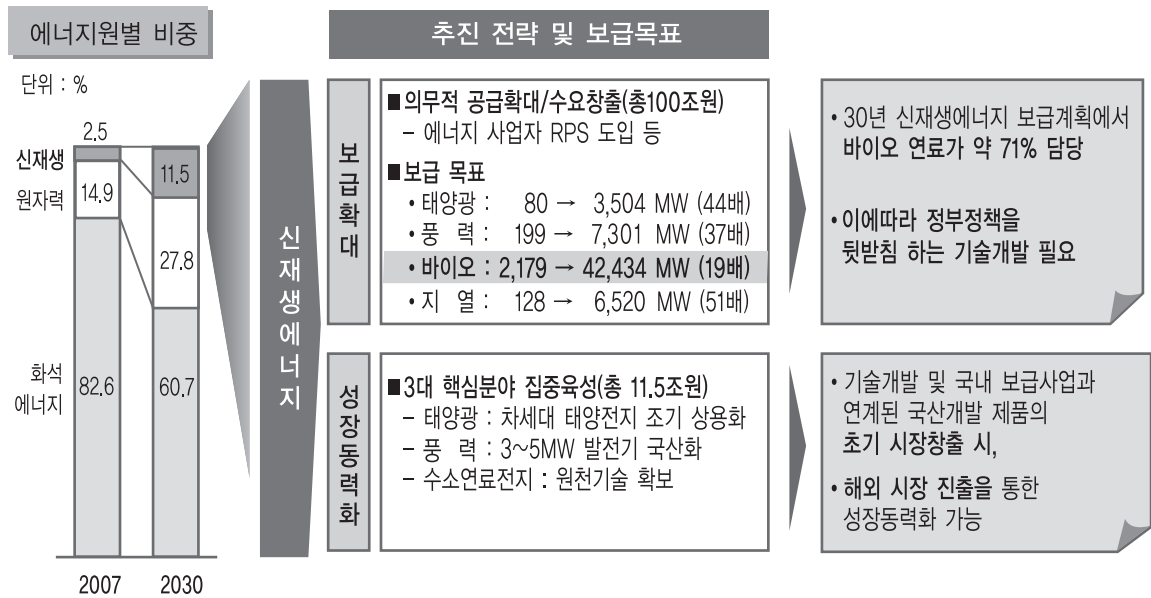 에너지원별 비중
추진 전략 및 보급목표
단위 : %
2.5
신재생
11.5
원자력
14.9
27.8
화석
에너지
82.6
60.7
2007
2030
신재생에너지
보급확대
■의무적 공급확대/수요창출(총100조원)
– 에너지 사업자 RPS 도입 등
■보급 목표
• 태양광 : 80 → 3,504 MW (44배)
• 풍 력 : 199 → 7,301 MW (37배)
• 바이오 : 2,179 → 42,434 MW (19배)
• 지 열 : 128 → 6,520 MW (51배)
• 30년 신재생에너지 보급계획에서
바이오 연료가 약 71% 담당
• 이에따라 정부정책을
뒷받침 하는 기술개발 필요
성장동력화
■3대 핵심분야 집중육성(총 11.5조원)
– 태양광 : 차세대 태양전지 조기 상용화
– 풍 력 : 3~5MW 발전기 국산화
– 수소연료전지 : 원천기술 확보
• 기술개발 및 국내 보급사업과
연계된 국산개발 제품의
초기 시장창출 시,
• 해외 시장 진출을 통한
성장동력화 가능